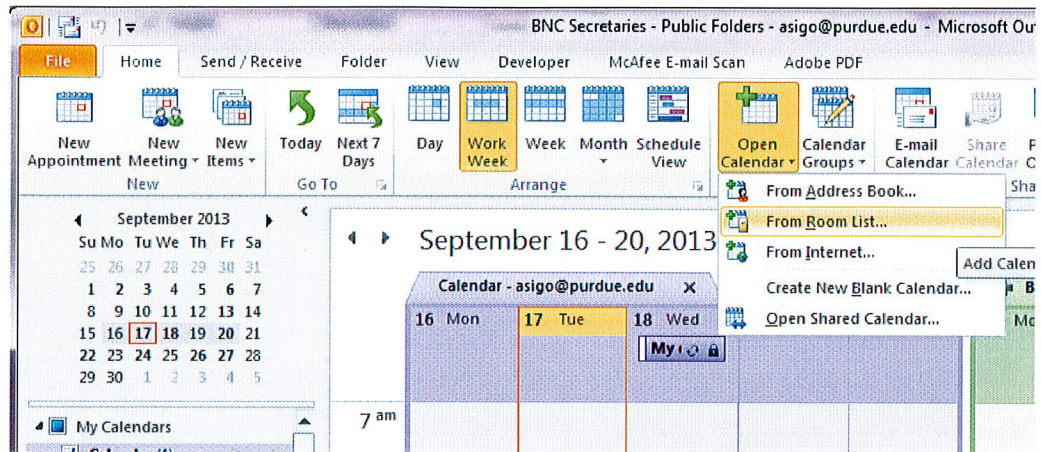 BNC Secretaries - Public Folders - asigo@purdue.edu - Microsoft Ou
File Home Send / Receive Folder View Developer McAfee E-mail Scan Adobe PDF
New Appointment
New Meeting
New Items
Today
Next 7 Days
Day
Work Week
Week
Month
Schedule View
Open Calendar
Calendar Groups
E-mail Calendar
Share Calendar
New
Go To
Arrange
Sha
From Address Book...
From Room List...
From Internet...
Create New Blank Calendar...
Open Shared Calendar...
Add Calen
September 2013
Su Mo Tu We Th Fr Sa
25 26 27 28 29 30 31
1 2 3 4 5 6 7
8 9 10 11 12 13 14
15 16 17 18 19 20 21
22 23 24 25 26 27 28
29 30 1 2 3 4 5
My Calendars
September 16 - 20, 2013
Calendar - asigo@purdue.edu
16 Mon 17 Tue 18 Wed
My
Mo
7 am